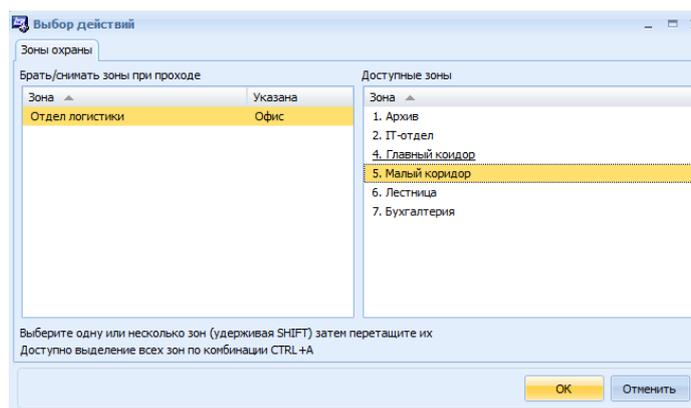 Выбор действий
Зоны охраны
Брать/снимать зоны при проходе
Доступные зоны
Зона Указана
Зона
Отдел логистики Офис
1. Архив
2. IT-отдел
4. Главный коидор
5. Малый коридор
6. Лестница
7. Бухгалтерия
Выберите одну или несколько зон (удерживая SHIFT) затем перетащите их
Доступно выделение всех зон по комбинации CTRL+A
OK Отменить